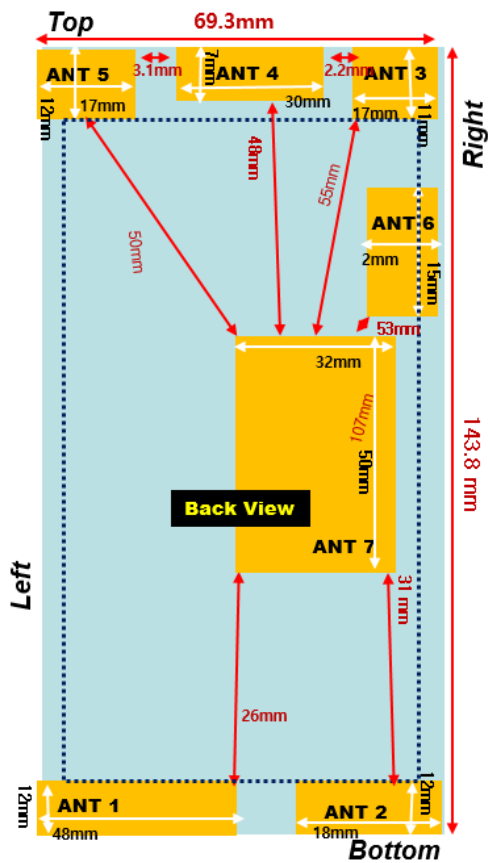 69.3mm
Top
ANT 5
3.1mm
7mm
ANT 4
2.2mm
ANT 3
17mm
12mm
30mm
17mm
11mm
Right
48mm
55mm
50mm
ANT 6
2mm
15mm
53mm
32mm
107mm
50mm
143.8 mm
Back View
ANT 7
Left
31 mm
26mm
12mm
ANT 1
48mm
ANT 2
18mm
12mm
Bottom